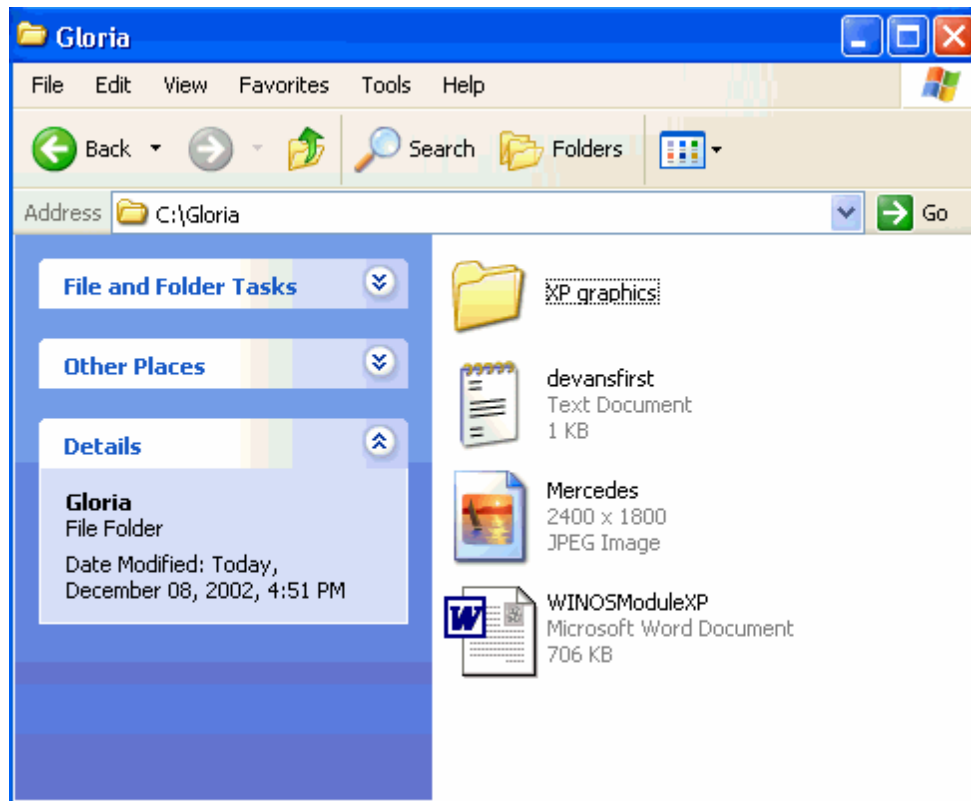 Gloria
File Edit View Favorites Tools Help
Back Search Folders
Address C:\Gloria Go
File and Folder Tasks
Other Places
Details
Gloria
File Folder
Date Modified: Today,
December 08, 2002, 4:51 PM
XP graphics
devansfirst
Text Document
1 KB
Mercedes
2400 x 1800
JPEG Image
W
WINOSModuleXP
Microsoft Word Document
706 KB